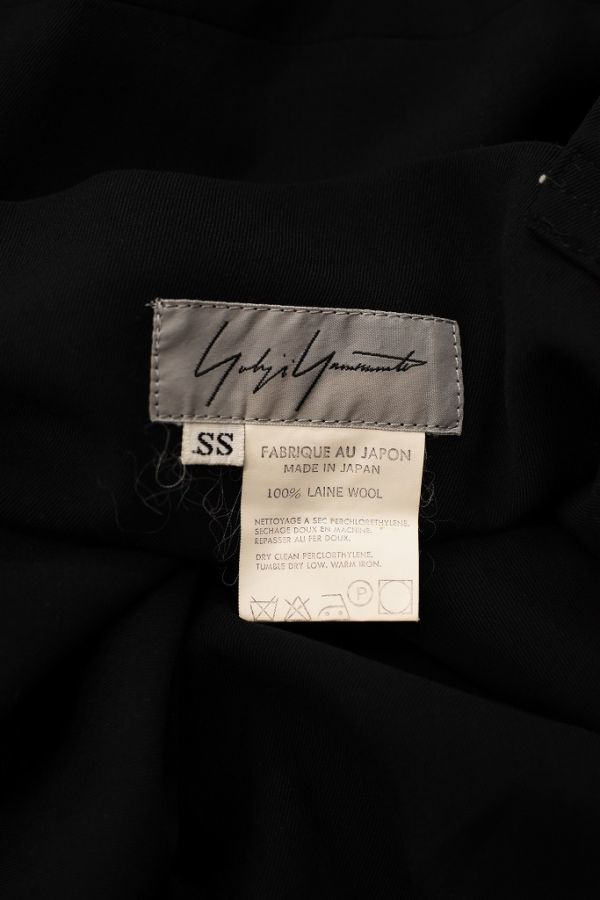 Yohji Yamamoto
SS
FABRIQUE AU JAPON
MADE IN JAPAN
100% LAINE WOOL
NETTOYAGE A SEC PERCHLORETHYLENE.
SECHAGE DOUX EN MACHINE.
REPASSER AU FER DOUX.
DRY CLEAN PERCLORTHYLENE.
TUMBLE DRY LOW. WARM IRON.
P